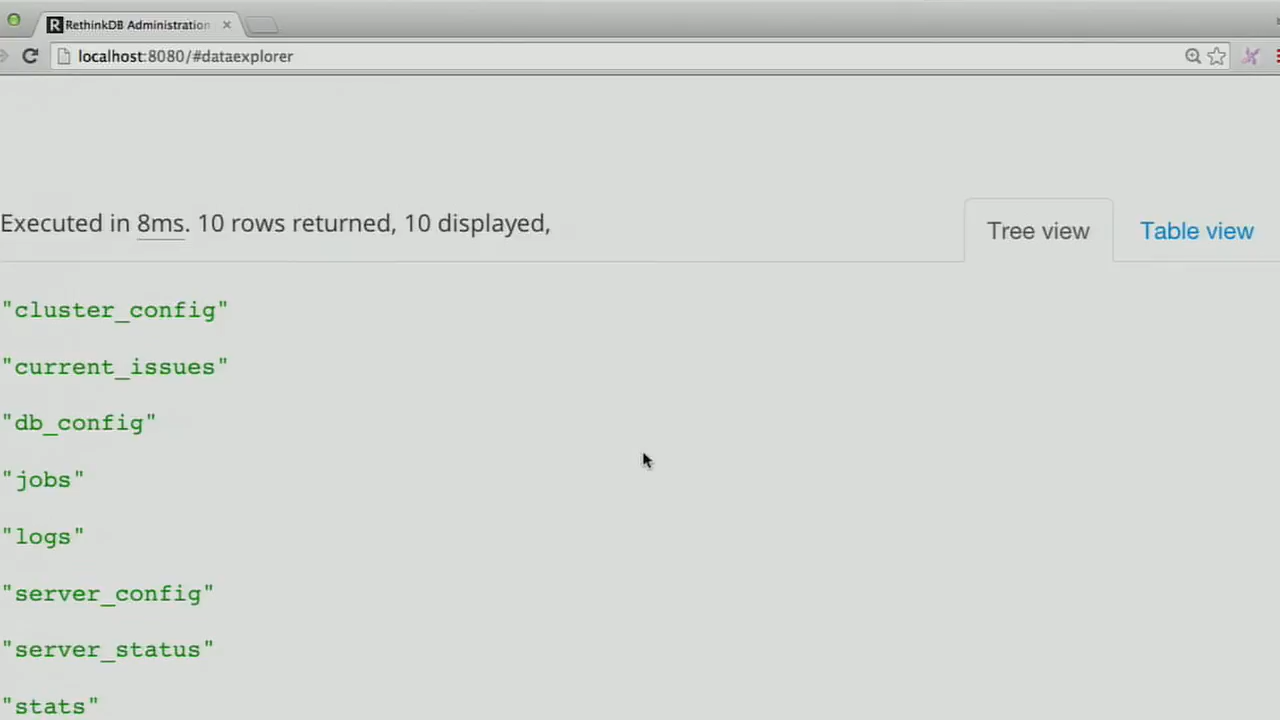 RethinkDB Administration
localhost:8080/#dataexplorer
Executed in 8ms. 10 rows returned, 10 displayed,
Tree view
Table view
"cluster_config"
"current_issues"
"db_config"
"jobs"
"logs"
"server_config"
"server_status"
"stats"